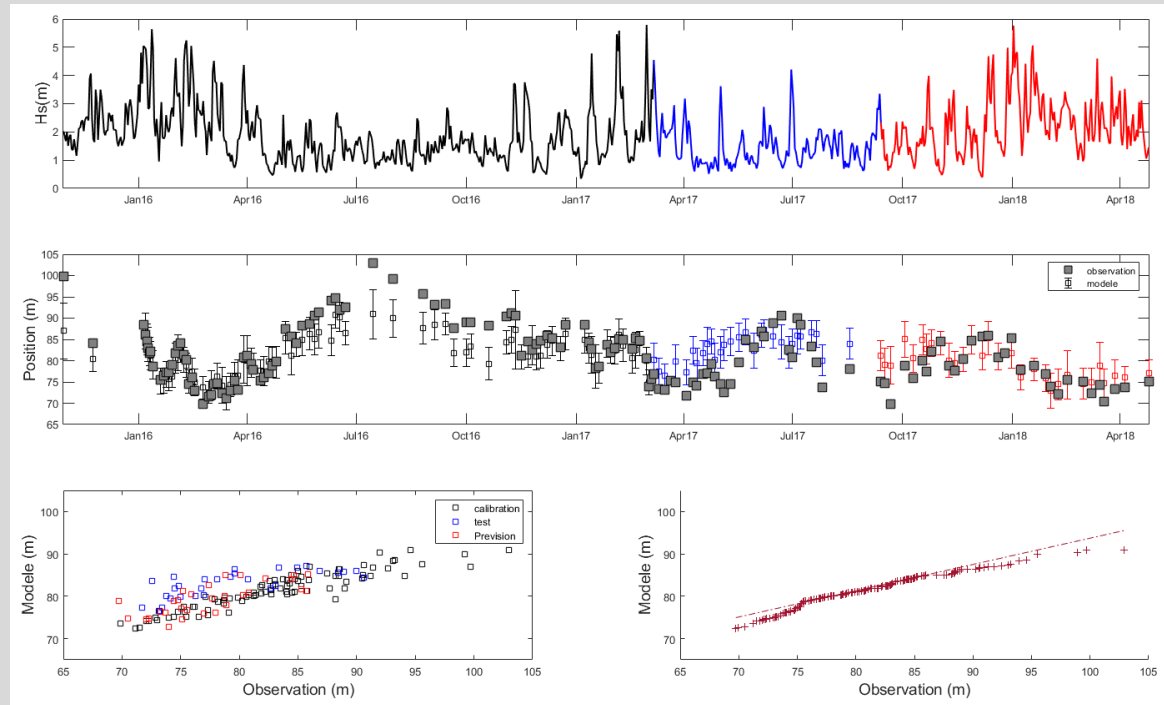 6
5
4
3
2
1
0
Hs(m)
Jan16 Apr16 Jul16 Oct16 Jan17 Apr17 Jul17 Oct17 Jan18 Apr18
105
100
95
90
85
80
75
70
65
Position (m)
observation
modele
Jan16 Apr16 Jul16 Oct16 Jan17 Apr17 Jul17 Oct17 Jan18 Apr18
100
90
80
70
Modele (m)
calibration
test
Prevision
65 70 75 80 85 90 95 100 105
Observation (m)
100
90
80
70
Modele (m)
65 70 75 80 85 90 95 100 105
Observation (m)